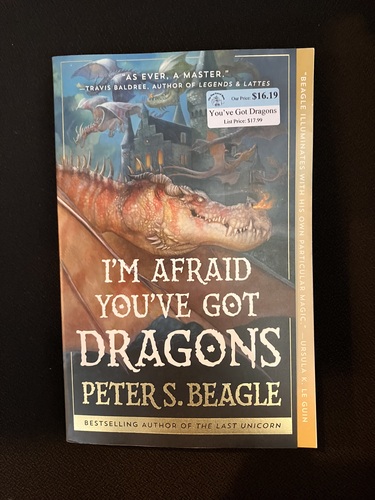 "AS EVER, A MASTER."
—TRAVIS BALDREE, AUTHOR OF LEGENDS & LATTES
Our Price: $16.19
You've Got Dragons
List Price: $17.99
I'M AFRAID
YOU'VE GOT
DRAGONS
PETER S. BEAGLE
BESTSELLING AUTHOR OF THE LAST UNICORN
"BEAGLE ILLUMINATES WITH HIS OWN PARTICULAR MAGIC." —URSULA K. LE GUIN